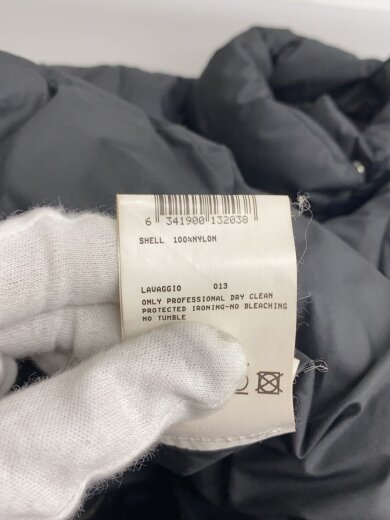 6 341900 132038
SHELL 100%NYLON
LAVAGGIO 013
ONLY PROFESSIONAL DRY CLEAN
PROTECTED IRONING-NO BLEACHING
NO TUMBLE